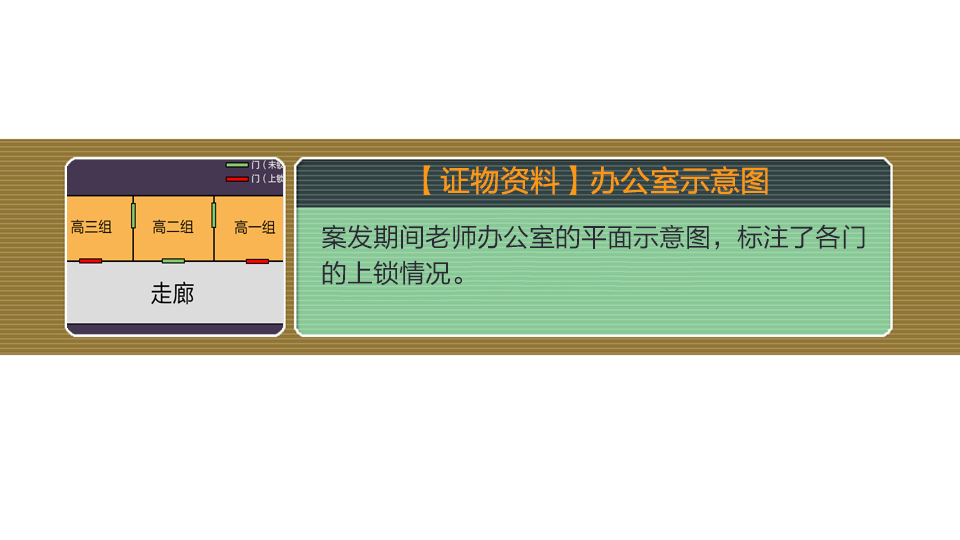 门（未
门（上锁
高三组
高二组
高一组
走廊
【证物资料】办公室示意图
案发期间老师办公室的平面示意图，标注了各门
的上锁情况。